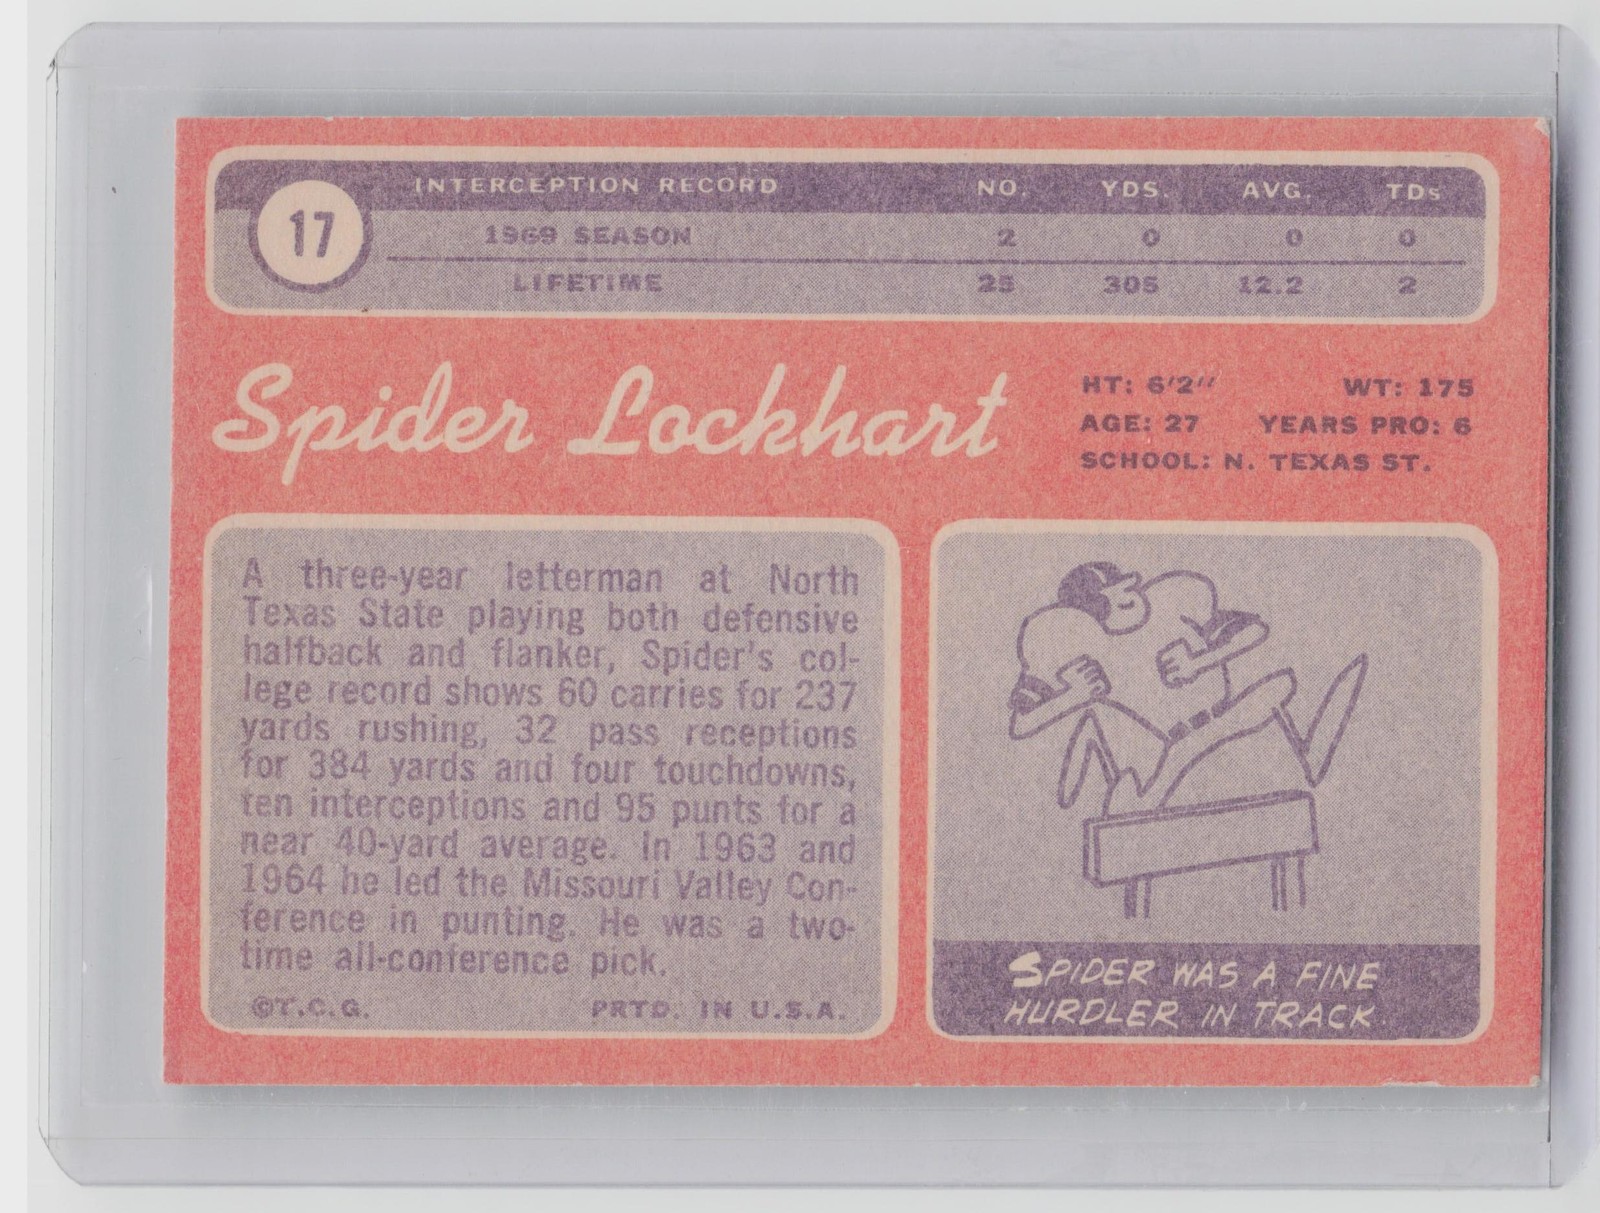 17
INTERCEPTION RECORD NO. YDS. AVG. TDs
1969 SEASON 2 0 0 0
LIFETIME 25 305 12.2 2
Spider Lockhart
HT: 6'2" WT: 175
AGE: 27 YEARS PRO: 6
SCHOOL: N. TEXAS ST.
A three-year letterman at North
Texas State playing both defensive
halfback and flanker, Spider's col-
lege record shows 60 carries for 237
yards rushing, 32 pass receptions
for 384 yards and four touchdowns,
ten interceptions and 95 punts for a
near 40-yard average. In 1963 and
1964 he led the Missouri Valley Con-
ference in punting. He was a two-
time all-conference pick.
©T.C.G. PRTD. IN U.S.A.
SPIDER WAS A FINE
HURDLER IN TRACK.